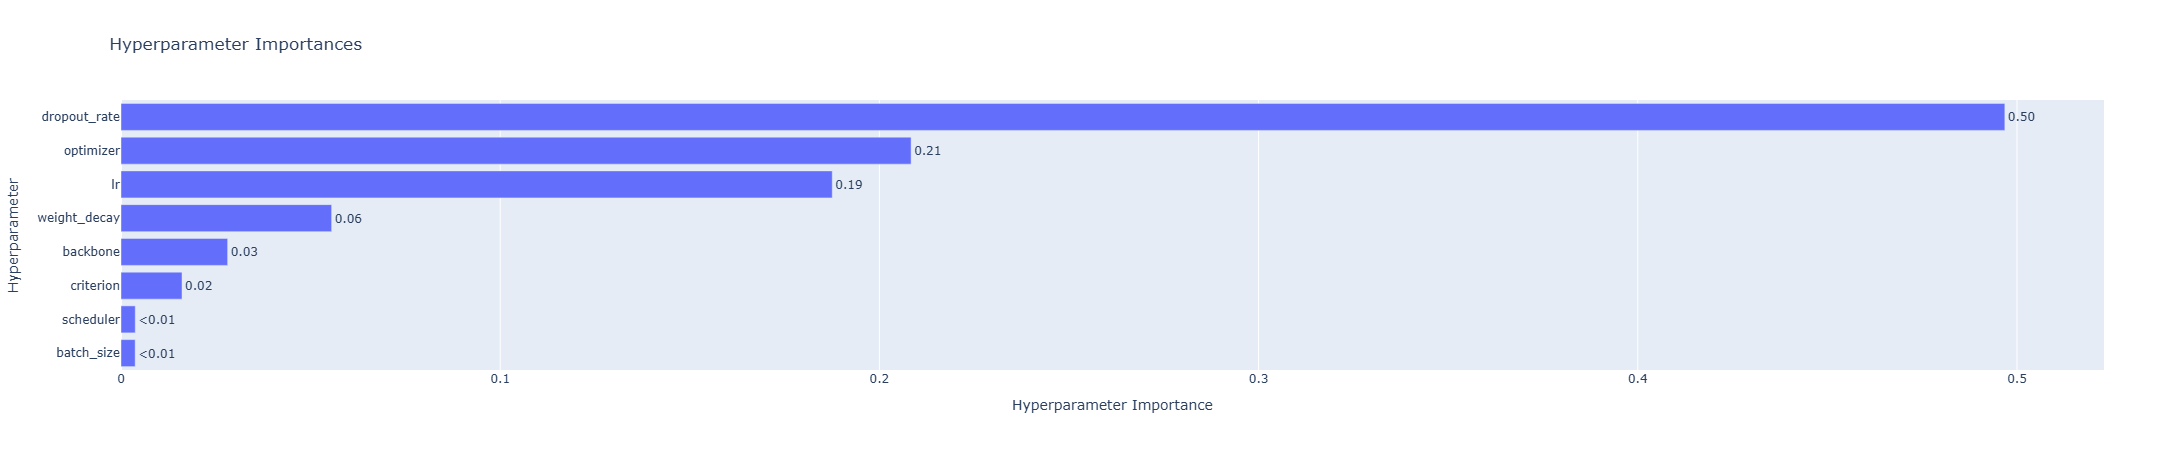 Hyperparameter Importances
Hyperparameter
dropout_rate 0.50
optimizer 0.21
lr 0.19
weight_decay 0.06
backbone 0.03
criterion 0.02
scheduler <0.01
batch_size <0.01
0 0.1 0.2 0.3 0.4 0.5
Hyperparameter Importance